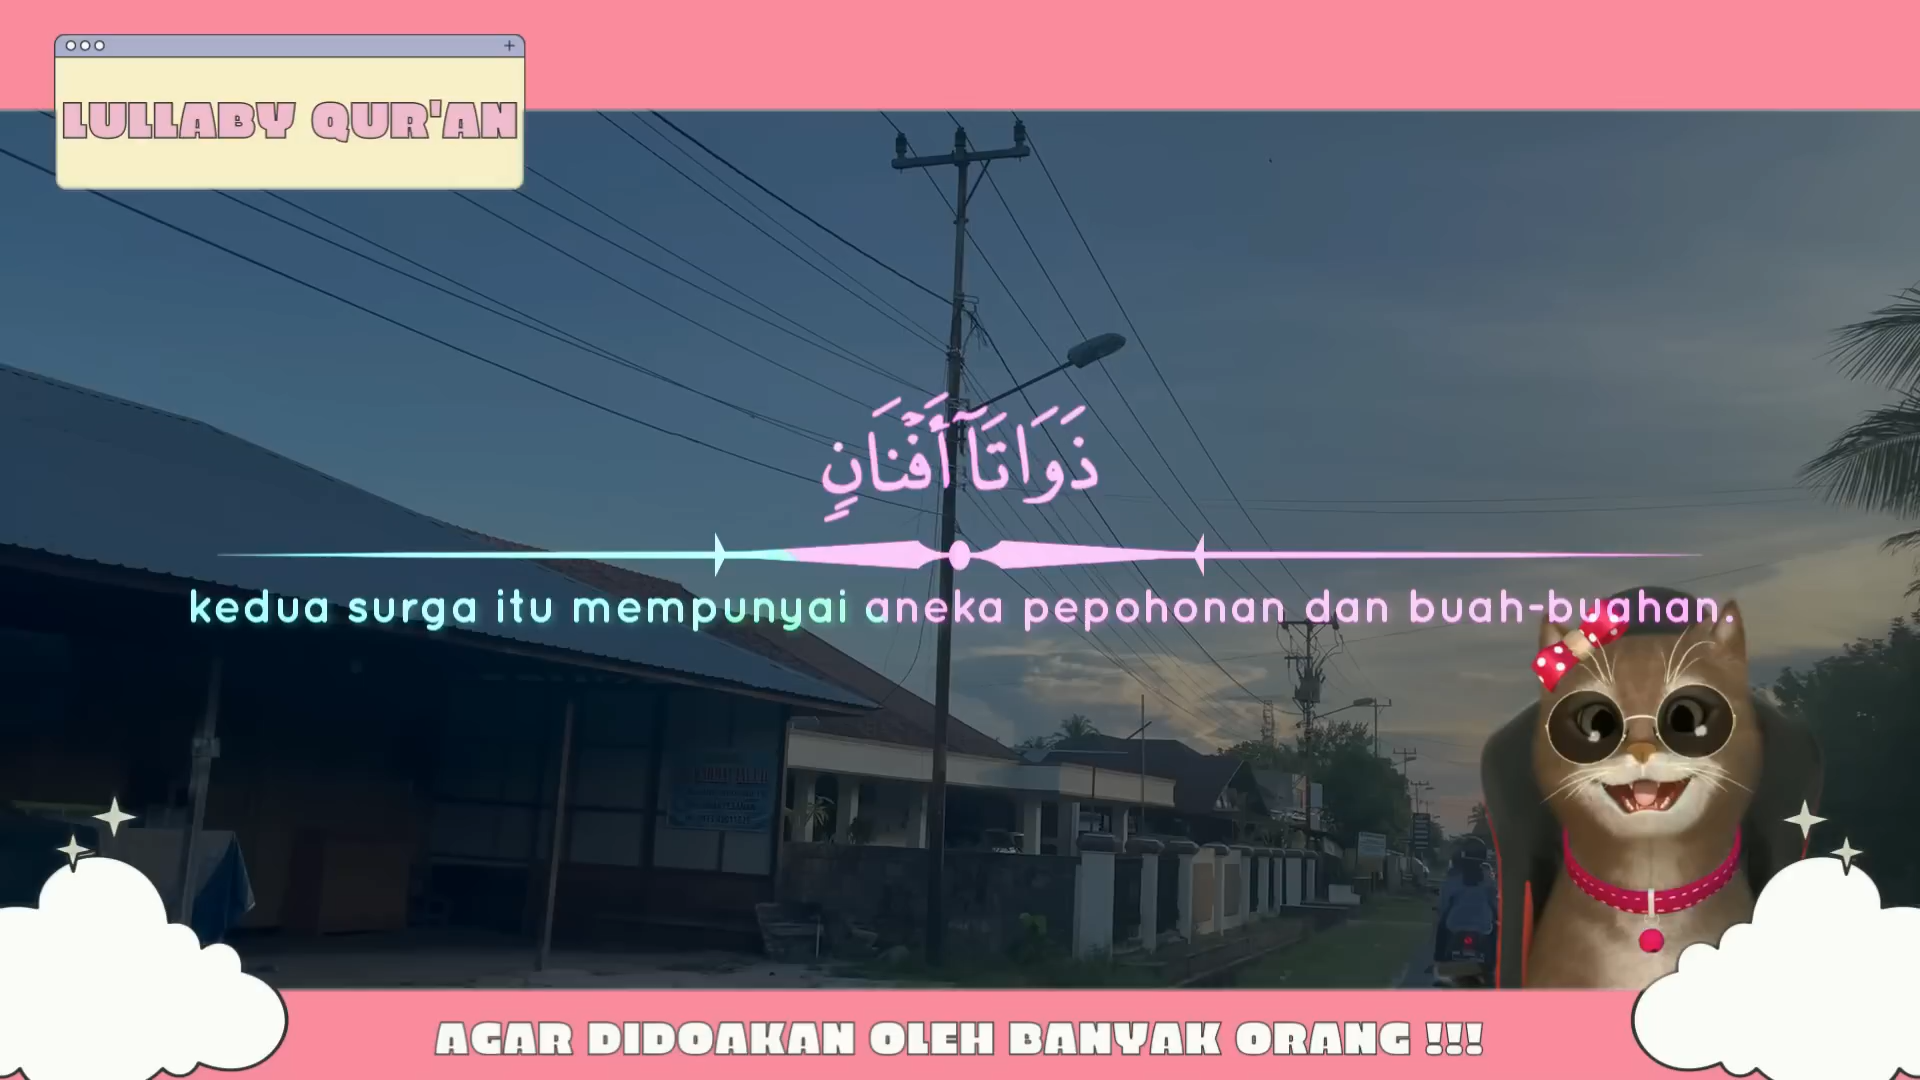 LULLABY QUR'AN
ذَوَاتَآ أَفْنَانٍ
kedua surga itu mempunyai aneka pepohonan dan buah-buahan.
AGAR DIDOAKAN OLEH BANYAK ORANG !!!